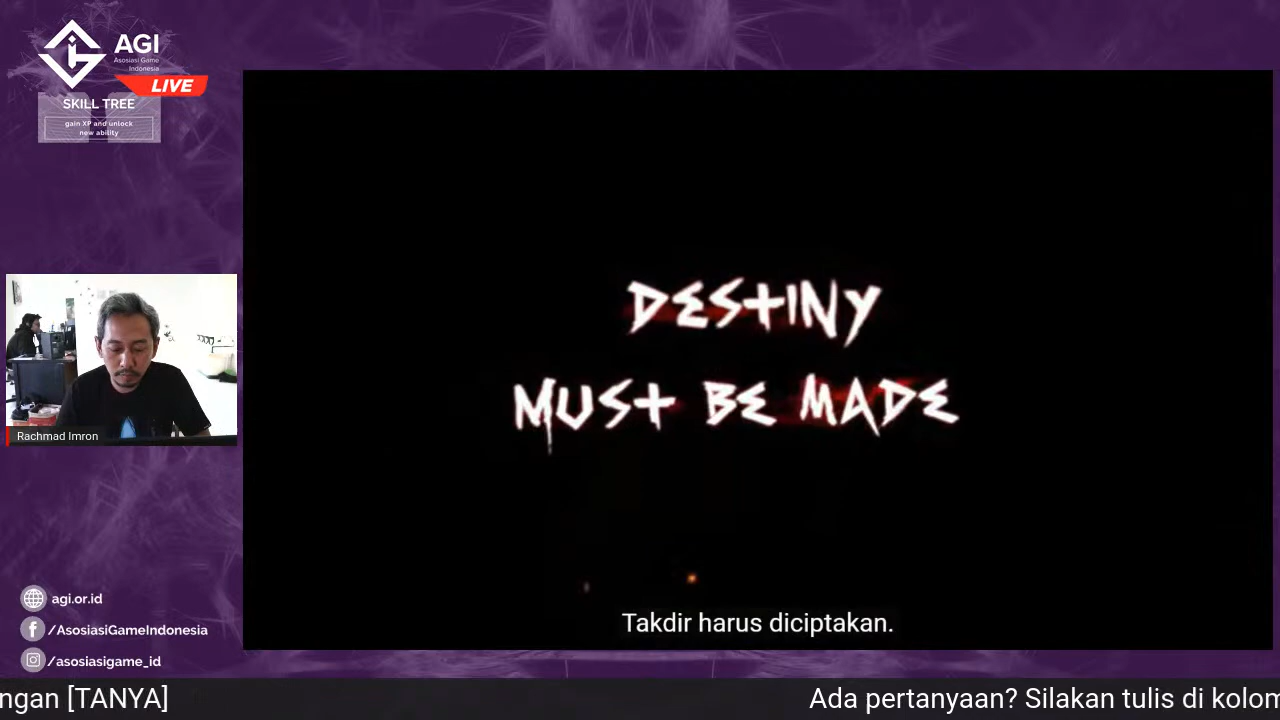 AGI
Asosiasi Game
Indonesia
LIVE
SKILL TREE
gain XP and unlock
new ability
DESTINY
MUST BE MADE
Rachmad Imron
agi.or.id
/AsosiasiGameIndonesia
Takdir harus diciptakan.
/asosiasigame_id
ngan [TANYA]
Ada pertanyaan? Silakan tulis di kolom